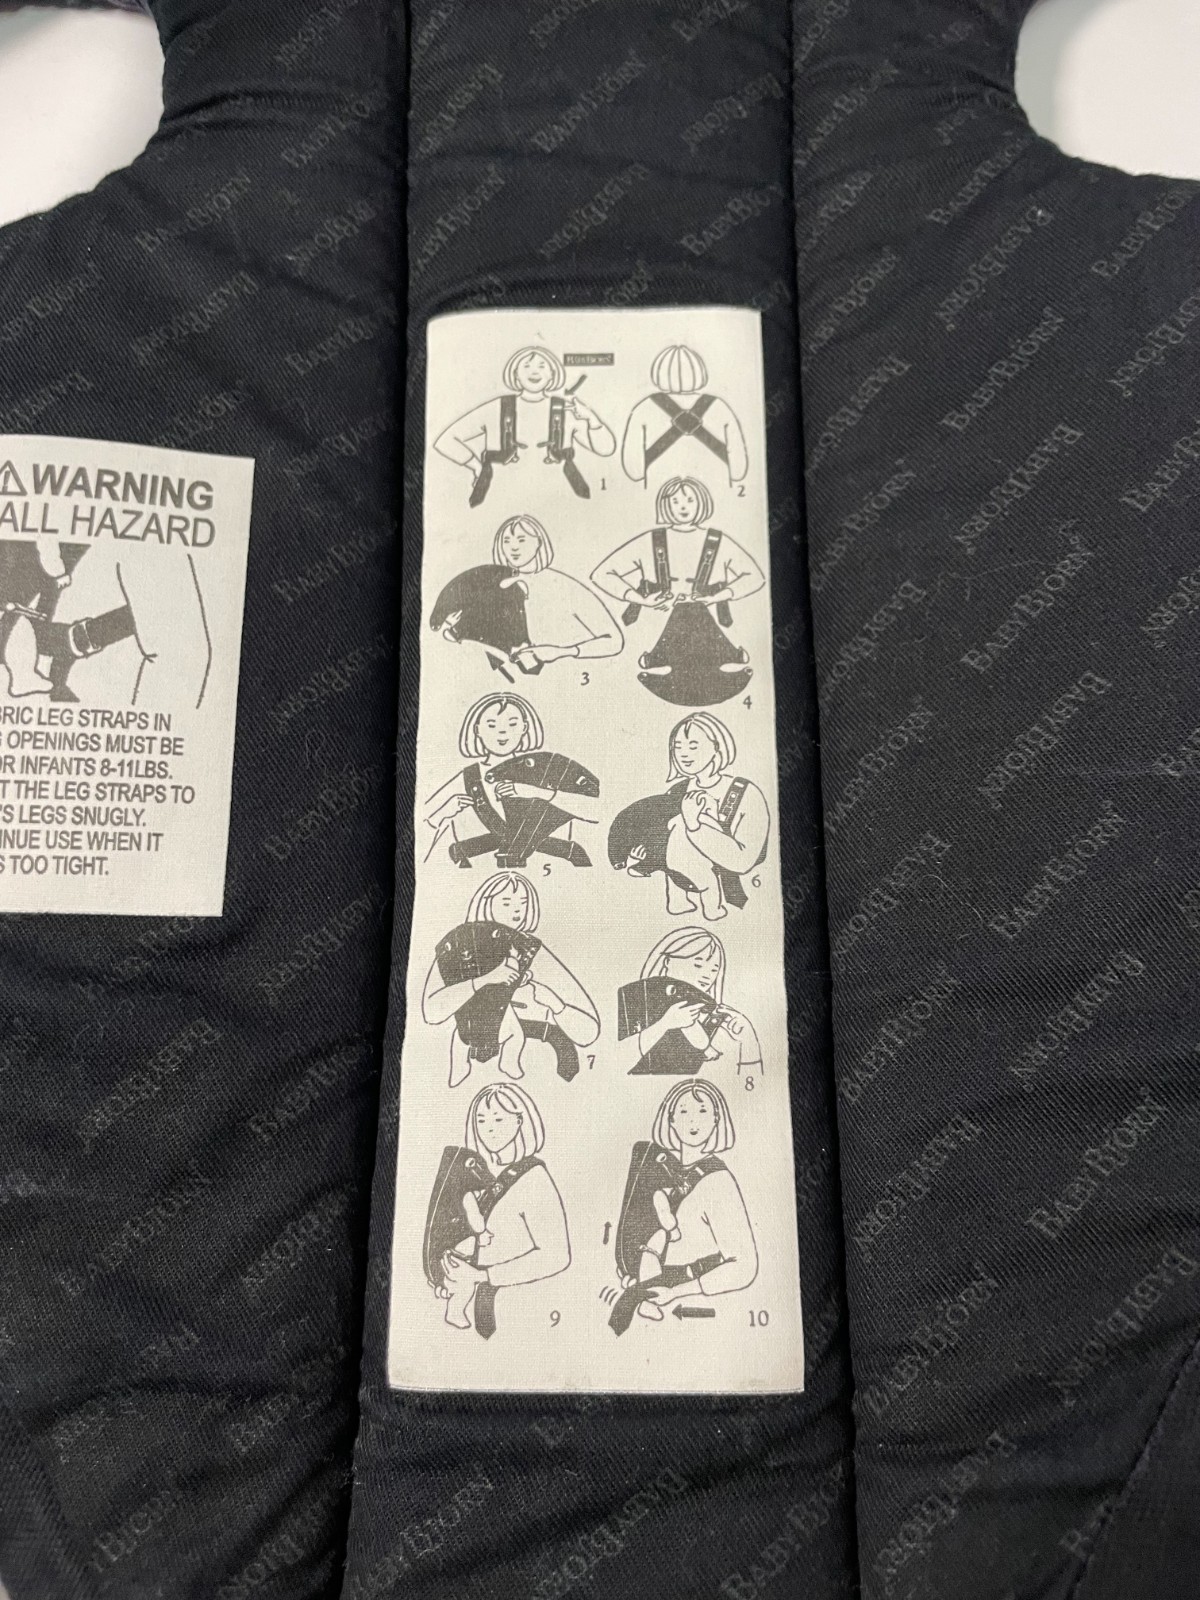 WARNING
ALL HAZARD
BRIC LEG STRAPS IN
G OPENINGS MUST BE
OR INFANTS 8-11LBS.
T THE LEG STRAPS TO
'S LEGS SNUGLY.
INUE USE WHEN IT
S TOO TIGHT.
1
2
3
4
5
6
7
8
9
10
BABYBJÖRN